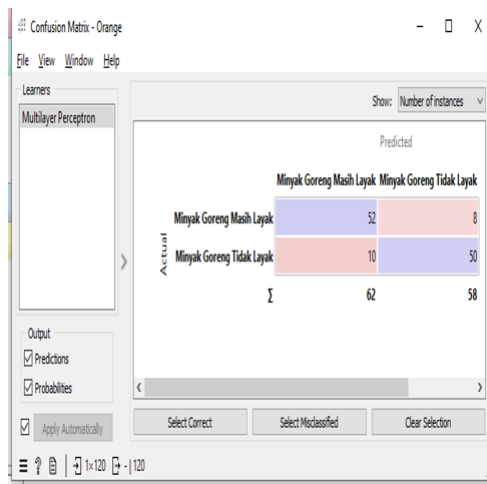 Confusion Matrix - Orange
File View Window Help
Learners
Multilayer Perceptron
Show: Number of instances
Predicted
Minyak Goreng Masih Layak Minyak Goreng Tidak Layak
Actual
Minyak Goreng Masih Layak 52 8
Minyak Goreng Tidak Layak 10 50
Σ 62 58
Output
Predictions
Probabilities
Apply Automatically
Select Correct Select Misclassified Clear Selection
1×120 - | 120